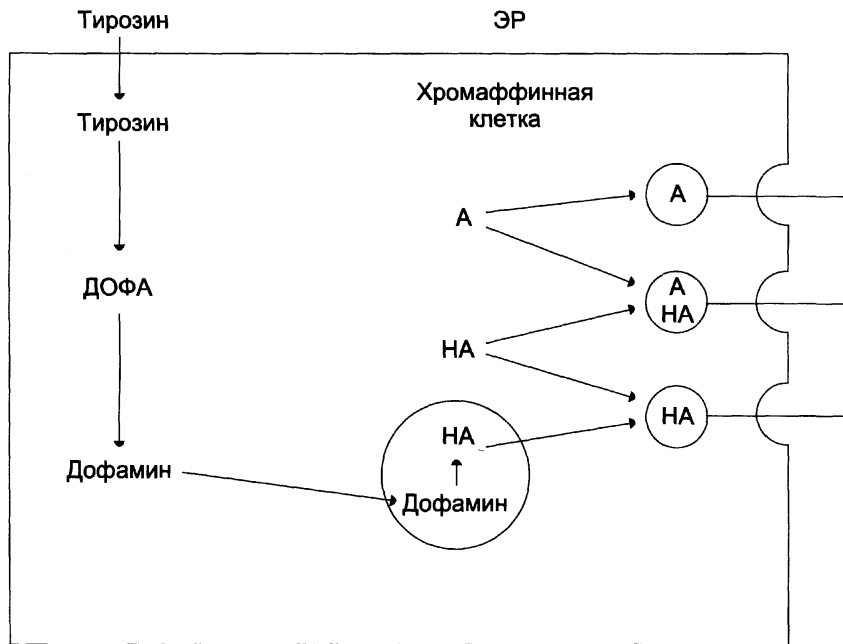 Тирозин
ЭР
Тирозин
Хромаффинная
клетка
А
А
ДОФА
А
НА
НА
НА
НА
Дофамин
Дофамин